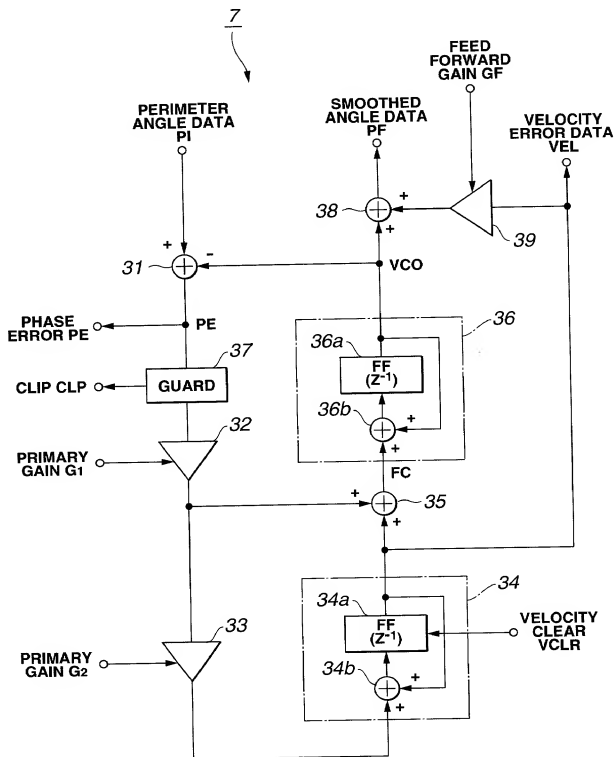 7
FEED
FORWARD
GAIN GF
PERIMETER
ANGLE DATA
PI
SMOOTHED
ANGLE DATA
PF
VELOCITY
ERROR DATA
VEL
+
38
+
+
39
+
-
31
VCO
PHASE
ERROR PE
PE
36
37
36a
CLIP CLP
GUARD
FF
(Z-1)
36b
+
+
32
PRIMARY
GAIN G1
FC
+
35
+
34
33
34a
FF
(Z-1)
VELOCITY
CLEAR
VCLR
PRIMARY
GAIN G2
34b
+
+